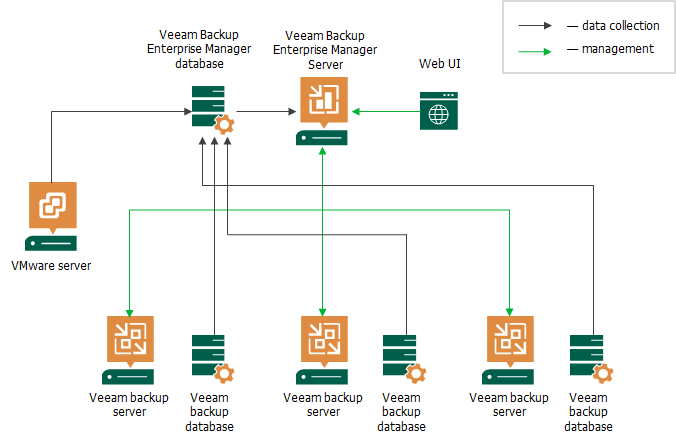 Veeam Backup
Enterprise Manager
database
Veeam Backup
Enterprise Manager
Server
Web UI
— data collection
— management
VMware server
Veeam backup
server
Veeam
backup
database
Veeam backup
server
Veeam
backup
database
Veeam backup
server
Veeam
backup
database